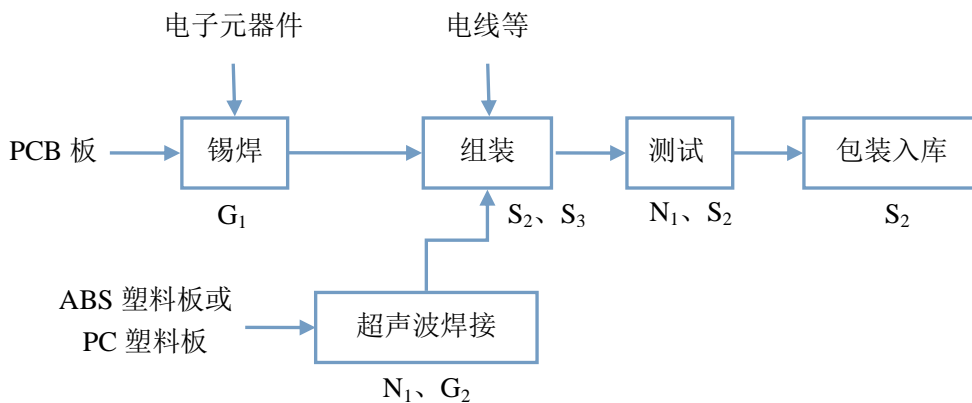 电子元器件
电线等
PCB 板
锡焊
组装
测试
包装入库
G₁
S₂、S₃
N₁、S₂
S₂
ABS 塑料板或
PC 塑料板
超声波焊接
N₁、G₂